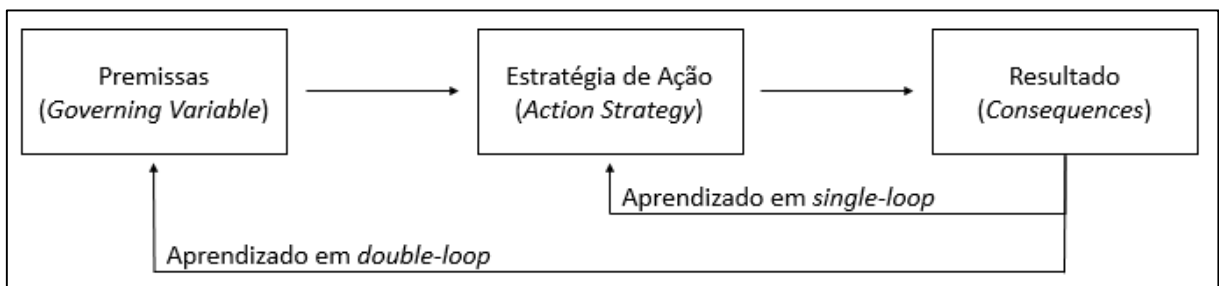 Premissas
(Governing Variable)
Estratégia de Ação
(Action Strategy)
Resultado
(Consequences)
Aprendizado em single-loop
Aprendizado em double-loop